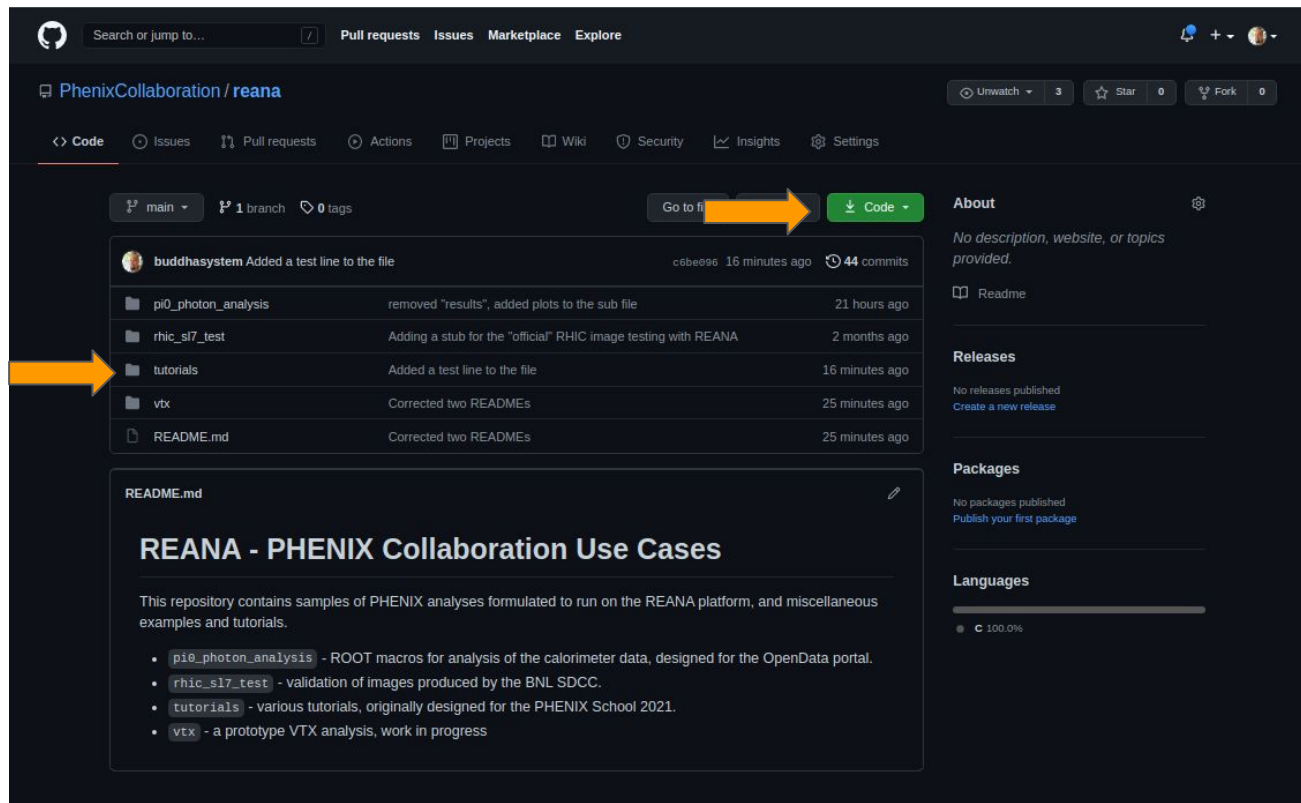 Search or jump to... /
Pull requests Issues Marketplace Explore
PhenixCollaboration / reana
Unwatch 3 Star 0 Fork 0
<> Code Issues Pull requests Actions Projects Wiki Security Insights Settings
main 1 branch 0 tags Go to Code
buddhasystem Added a test line to the file c6be096 16 minutes ago 44 commits
pi0_photon_analysis removed "results", added plots to the sub file 21 hours ago
rhic_sl7_test Adding a stub for the "official" RHIC image testing with REANA 2 months ago
tutorials Added a test line to the file 16 minutes ago
vtx Corrected two READMEs 25 minutes ago
README.md Corrected two READMEs 25 minutes ago
README.md
REANA - PHENIX Collaboration Use Cases
This repository contains samples of PHENIX analyses formulated to run on the REANA platform, and miscellaneous
examples and tutorials.
• pi0_photon_analysis - ROOT macros for analysis of the calorimeter data, designed for the OpenData portal.
• rhic_sl7_test - validation of images produced by the BNL SDCC.
• tutorials - various tutorials, originally designed for the PHENIX School 2021.
• vtx - a prototype VTX analysis, work in progress
About
No description, website, or topics
provided.
Readme
Releases
No releases published
Create a new release
Packages
No packages published
Publish your first package
Languages
C 100.0%